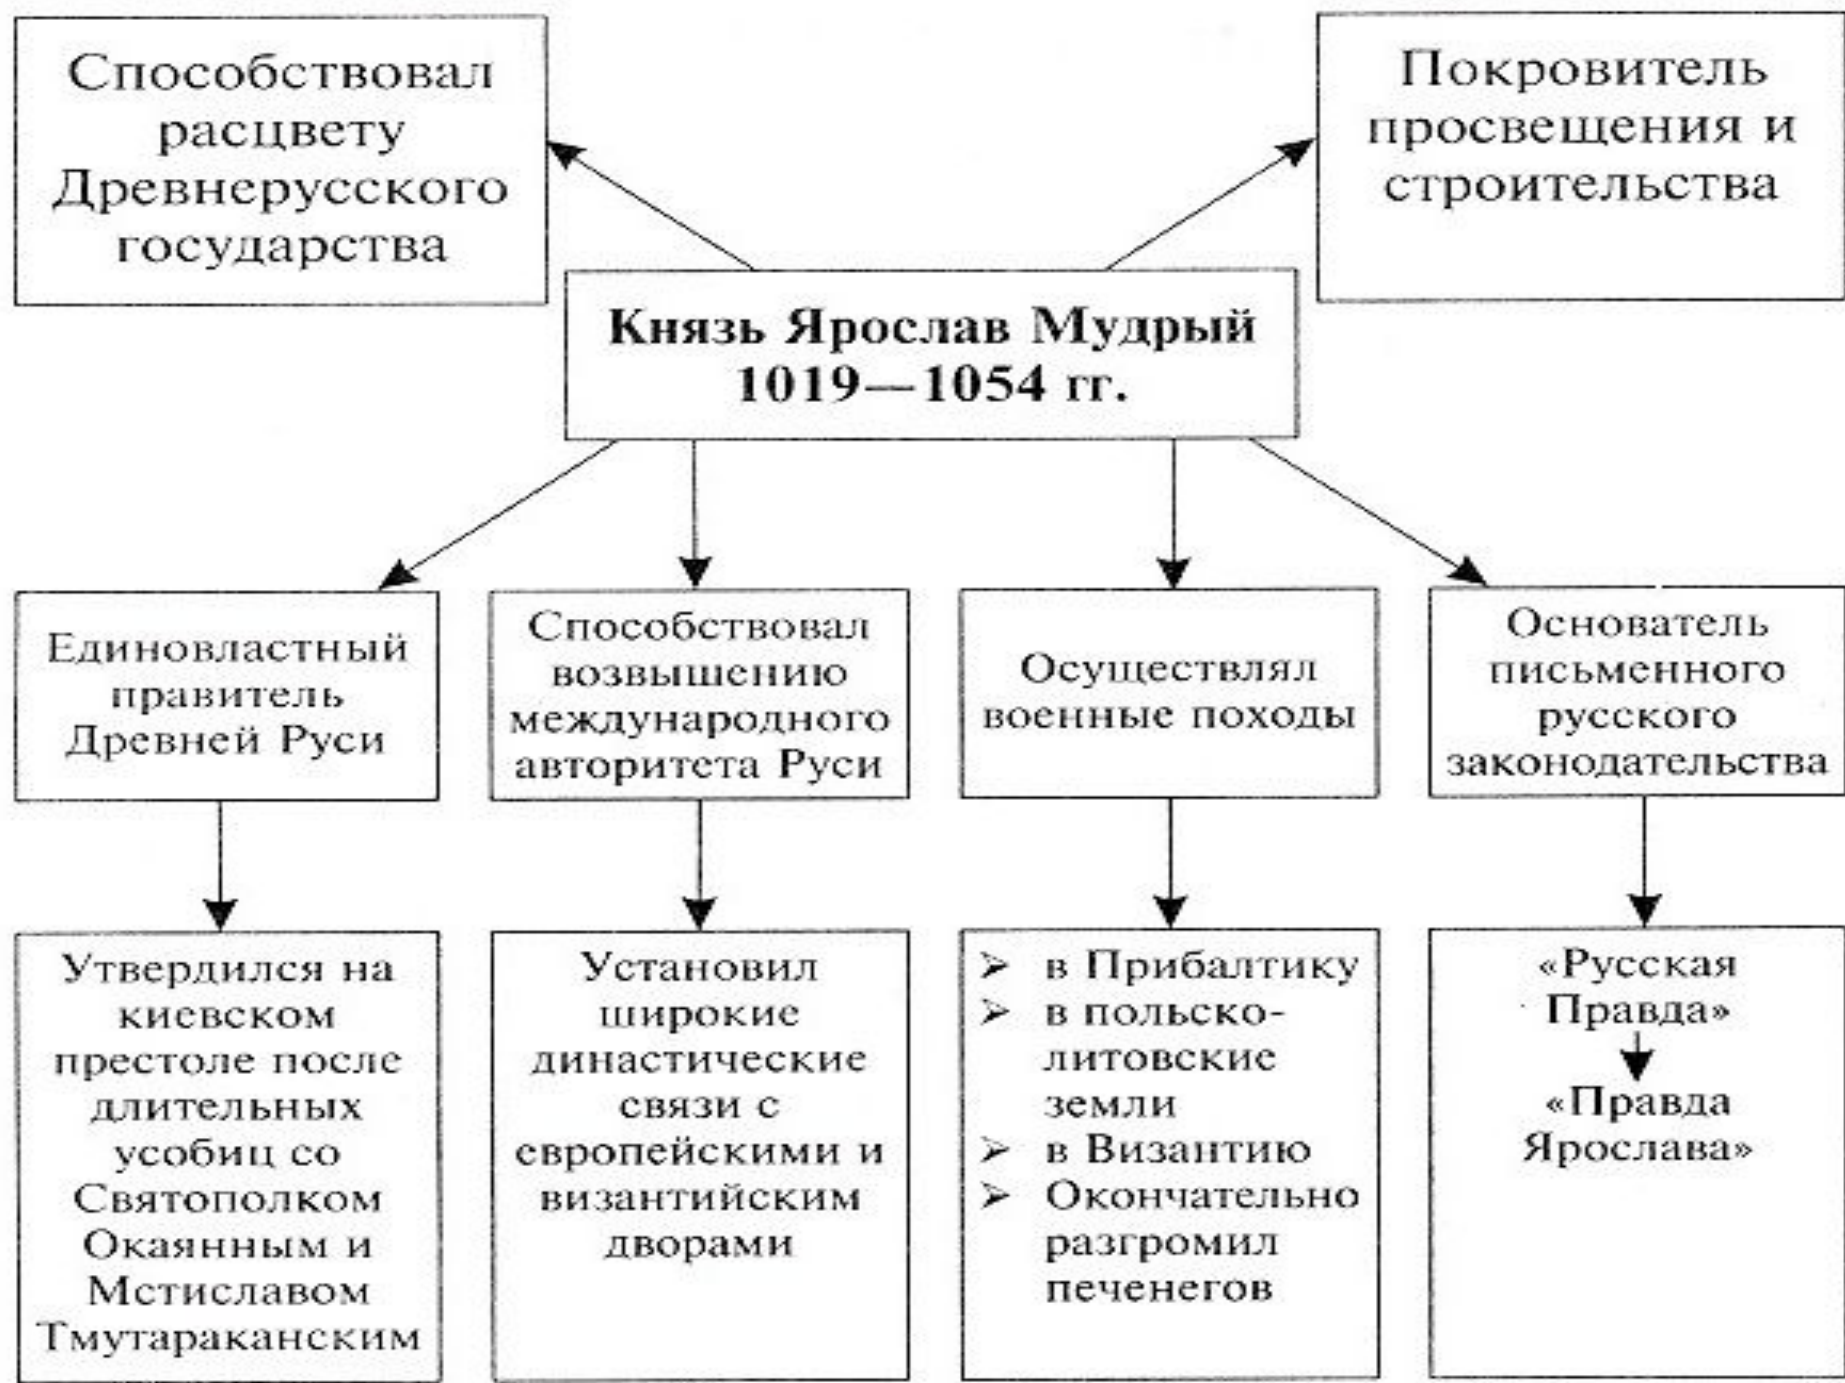 Способствовал
расцвету
Древнерусского
государства
Покровитель
просвещения и
строительства
Князь Ярослав Мудрый
1019—1054 гг.
Единовластный
правитель
Древней Руси
Способствовал
возвышению
международного
авторитета Руси
Осуществлял
военные походы
Основатель
письменного
русского
законодательства
Утвердился на
киевском
престоле после
длительных
усобиц со
Святополком
Окаянным и
Мстиславом
Тмутараканским
Установил
широкие
династические
связи с
европейскими и
византийским
дворами
➢ в Прибалтику
➢ в польско-
литовские
земли
➢ в Византию
➢ Окончательно
разгромил
печенегов
«Русская
Правда»
«Правда
Ярослава»